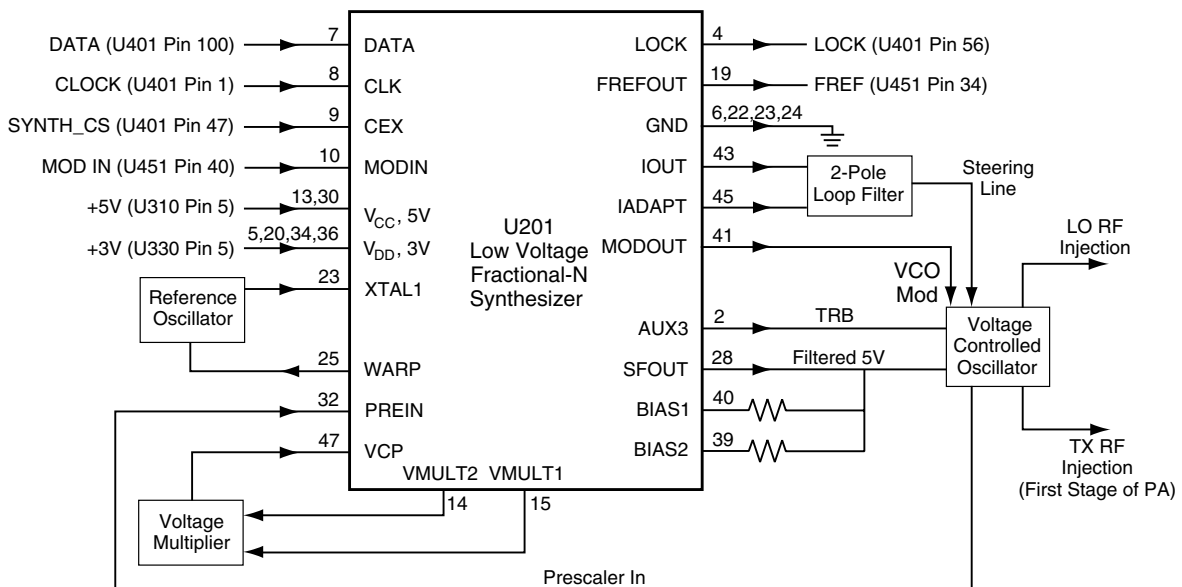 DATA (U401 Pin 100)
7
DATA
CLOCK (U401 Pin 1)
8
CLK
SYNTH_CS (U401 Pin 47)
9
CEX
MOD IN (U451 Pin 40)
10
MODIN
+5V (U310 Pin 5)
13,30
VCC, 5V
+3V (U330 Pin 5)
5,20,34,36
VDD, 3V
Reference
Oscillator
23
XTAL1
25
WARP
32
PREIN
47
VCP
Voltage
Multiplier
VMULT2
14
VMULT1
15
U201
Low Voltage
Fractional-N
Synthesizer
LOCK
4
LOCK (U401 Pin 56)
FREFOUT
19
FREF (U451 Pin 34)
GND
6,22,23,24
IOUT
43
IADAPT
45
2-Pole
Loop Filter
Steering
Line
MODOUT
41
VCO
Mod
LO RF
Injection
AUX3
2
TRB
Voltage
Controlled
Oscillator
SFOUT
28
Filtered 5V
BIAS1
40
BIAS2
39
TX RF
Injection
(First Stage of PA)
Prescaler In